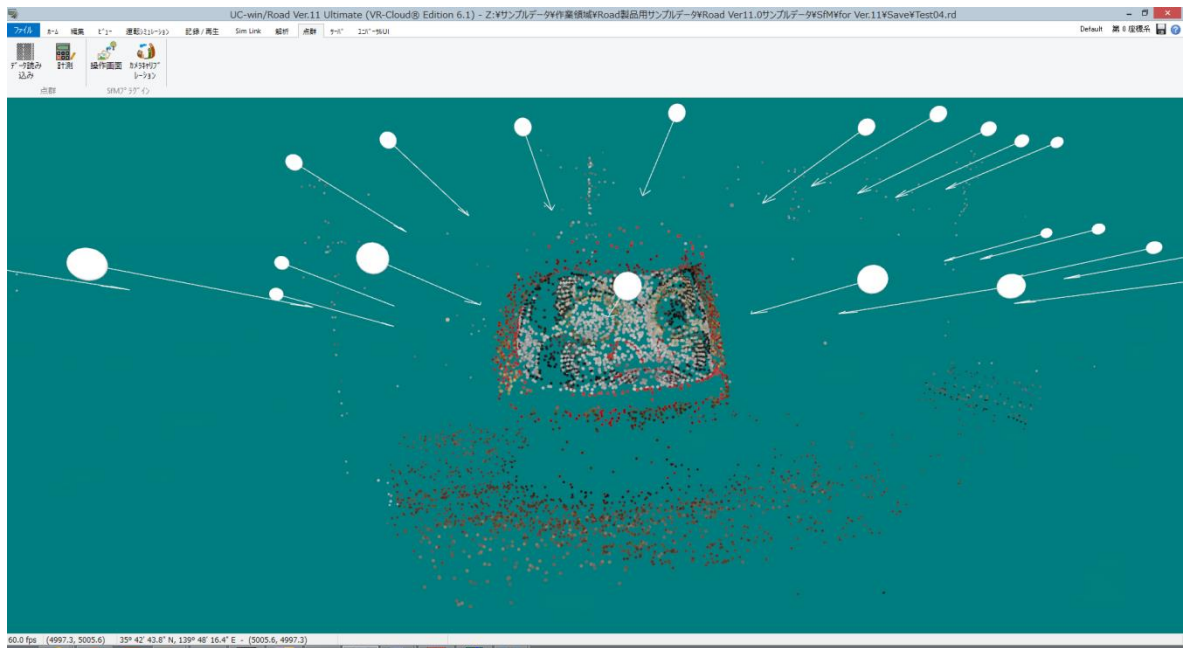 UC-win/Road Ver.11 Ultimate (VR-Cloud® Edition 6.1) - Z:¥サンプルデータ¥作業領域¥Road製品用サンプルデータ¥Road Ver11.0サンプルデータ¥SfM¥for Ver.11¥Save¥Test04.rd
ファイル ホーム 編集 ビュー 運転シミュレーション 記録 / 再生 Sim Link 解析 点群 サーバー ユニバーサルUI Default 第 8 座標系
データ読み込み 計測 操作画面 カメラキャリブレーション
点群 SfMプラグイン
60.0 fps (4997.3, 5005.6) 35° 42' 43.8" N, 139° 48' 16.4" E - (5005.6, 4997.3)